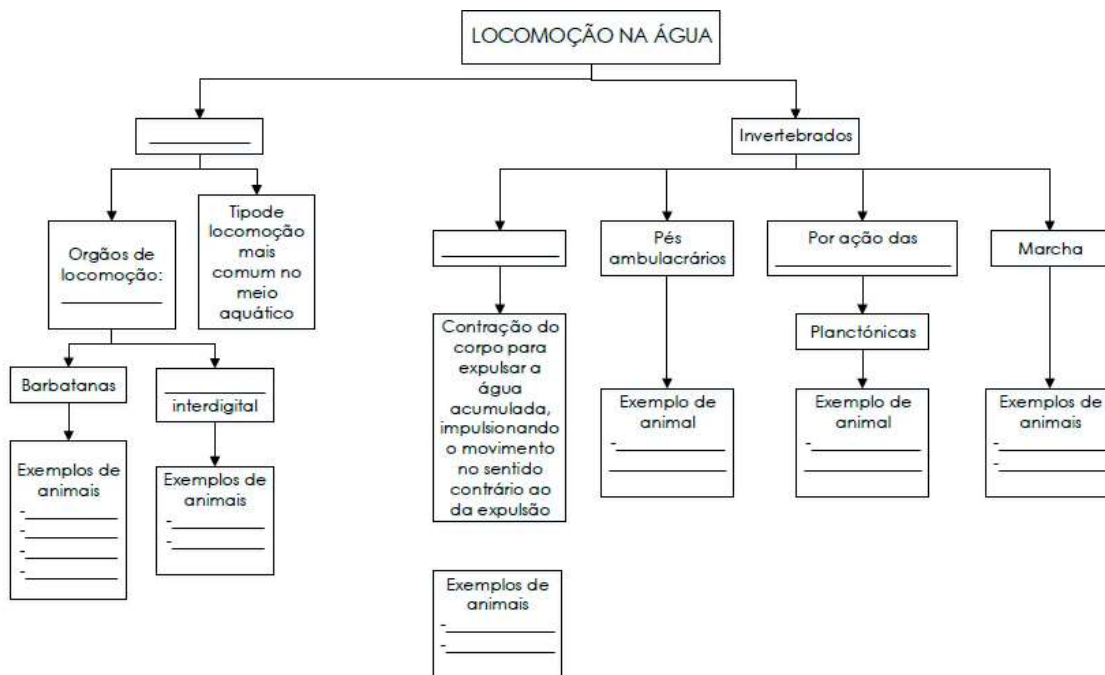 LOCOMOÇÃO NA ÁGUA
Invertebrados
Orgãos de
locomoção:
Tipode
locomoção
mais
comum no
meio
aquático
Barbatanas
interdigital
Exemplos de
animais
-
-
-
-
Exemplos de
animais
-
-
Contração do
corpo para
expulsar a
água
acumulada,
impulsionando
o movimento
no sentido
contrário ao
da expulsão
Exemplos de
animais
-
-
Pés
ambulacrários
Exemplo de
animal
-
Por ação das
Planctónicas
Exemplo de
animal
-
Marcha
Exemplos de
animais
-
-